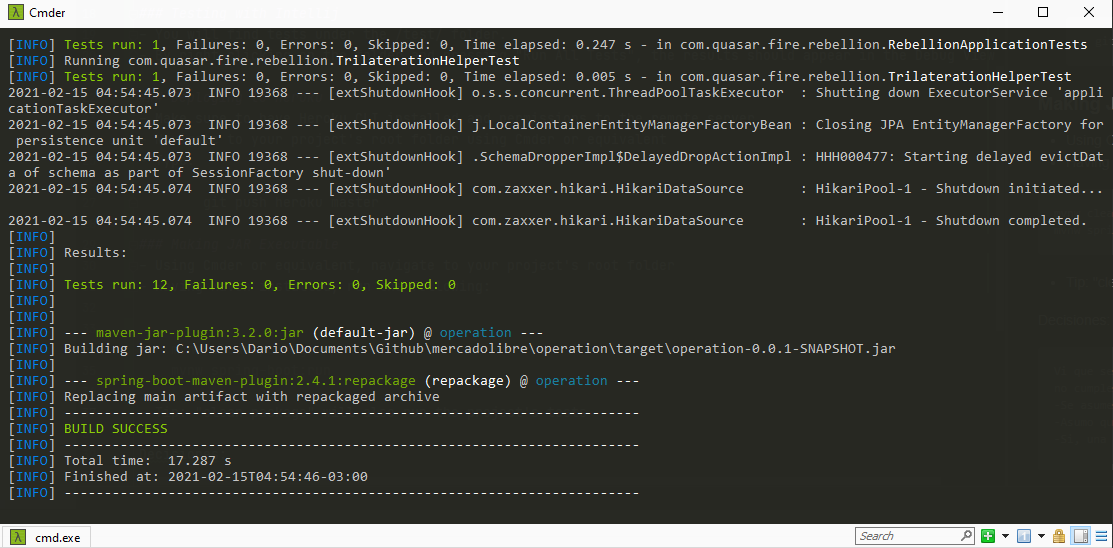 Cmder
[INFO] Tests run: 1, Failures: 0, Errors: 0, Skipped: 0, Time elapsed: 0.247 s - in com.quasar.fire.rebellion.RebellionApplicationTests
[INFO] Running com.quasar.fire.rebellion.TrilaterationHelperTest
[INFO] Tests run: 1, Failures: 0, Errors: 0, Skipped: 0, Time elapsed: 0.005 s - in com.quasar.fire.rebellion.TrilaterationHelperTest
2021-02-15 04:54:45.073  INFO 19368 --- [extShutdownHook] o.s.s.concurrent.ThreadPoolTaskExecutor  : Shutting down ExecutorService 'appli
cationTaskExecutor'
2021-02-15 04:54:45.073  INFO 19368 --- [extShutdownHook] j.LocalContainerEntityManagerFactoryBean : Closing JPA EntityManagerFactory for
 persistence unit 'default'
2021-02-15 04:54:45.073  INFO 19368 --- [extShutdownHook] .SchemaDropperImpl$DelayedDropActionImpl : HHH000477: Starting delayed evictDat
a of schema as part of SessionFactory shut-down'
2021-02-15 04:54:45.074  INFO 19368 --- [extShutdownHook] com.zaxxer.hikari.HikariDataSource       : HikariPool-1 - Shutdown initiated...
2021-02-15 04:54:45.074  INFO 19368 --- [extShutdownHook] com.zaxxer.hikari.HikariDataSource       : HikariPool-1 - Shutdown completed.
[INFO]
[INFO] Results:
[INFO]
[INFO] Tests run: 12, Failures: 0, Errors: 0, Skipped: 0
[INFO]
[INFO]
[INFO] --- maven-jar-plugin:3.2.0:jar (default-jar) @ operation ---
[INFO] Building jar: C:\Users\Dario\Documents\Github\mercadolibre\operation\target\operation-0.0.1-SNAPSHOT.jar
[INFO]
[INFO] --- spring-boot-maven-plugin:2.4.1:repackage (repackage) @ operation ---
[INFO] Replacing main artifact with repackaged archive
[INFO] ------------------------------------------------------------------------
[INFO] BUILD SUCCESS
[INFO] ------------------------------------------------------------------------
[INFO] Total time:  17.287 s
[INFO] Finished at: 2021-02-15T04:54:46-03:00
[INFO] ------------------------------------------------------------------------
cmd.exe
Search